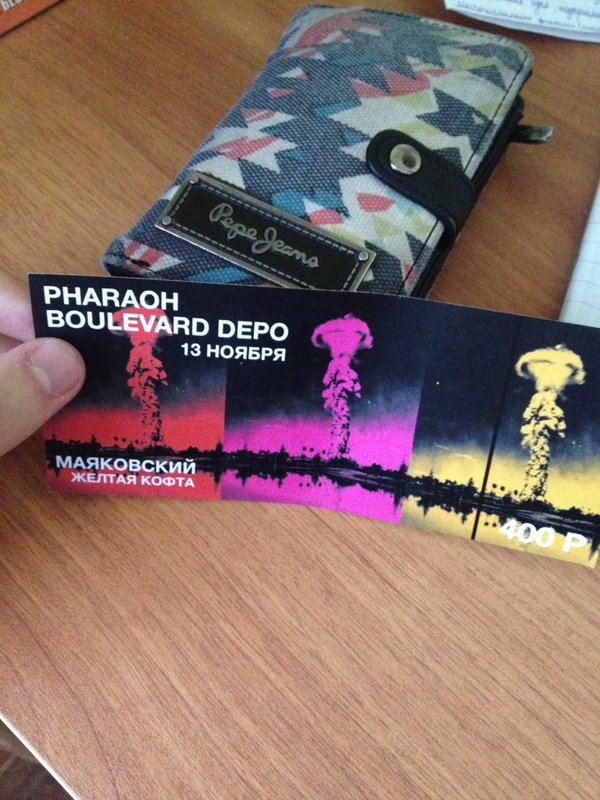 Pepe Jeans
PHARAOH
BOULEVARD DEPO
13 НОЯБРЯ
МАЯКОВСКИЙ
ЖЕЛТАЯ КОФТА
400 Р